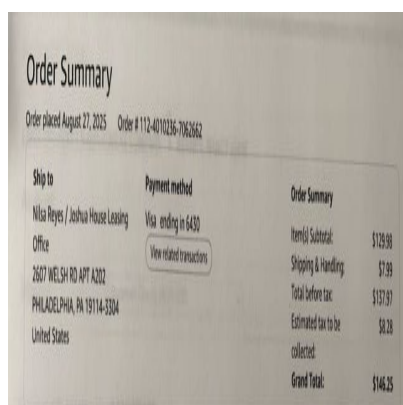 Order Summary
Order placed August 27, 2025 Order # 112-4010236-7062662
Ship to
Nilsa Reyes / Joshua House Leasing
Office
2607 WELSH RD APT A202
PHILADELPHIA, PA 19114-3304
United States
Payment method
Visa ending in 6430
View related transactions
Order Summary
Item(s) Subtotal: $129.98
Shipping & Handling: $7.99
Total before tax: $137.97
Estimated tax to be $8.28
collected:
Grand Total: $146.25